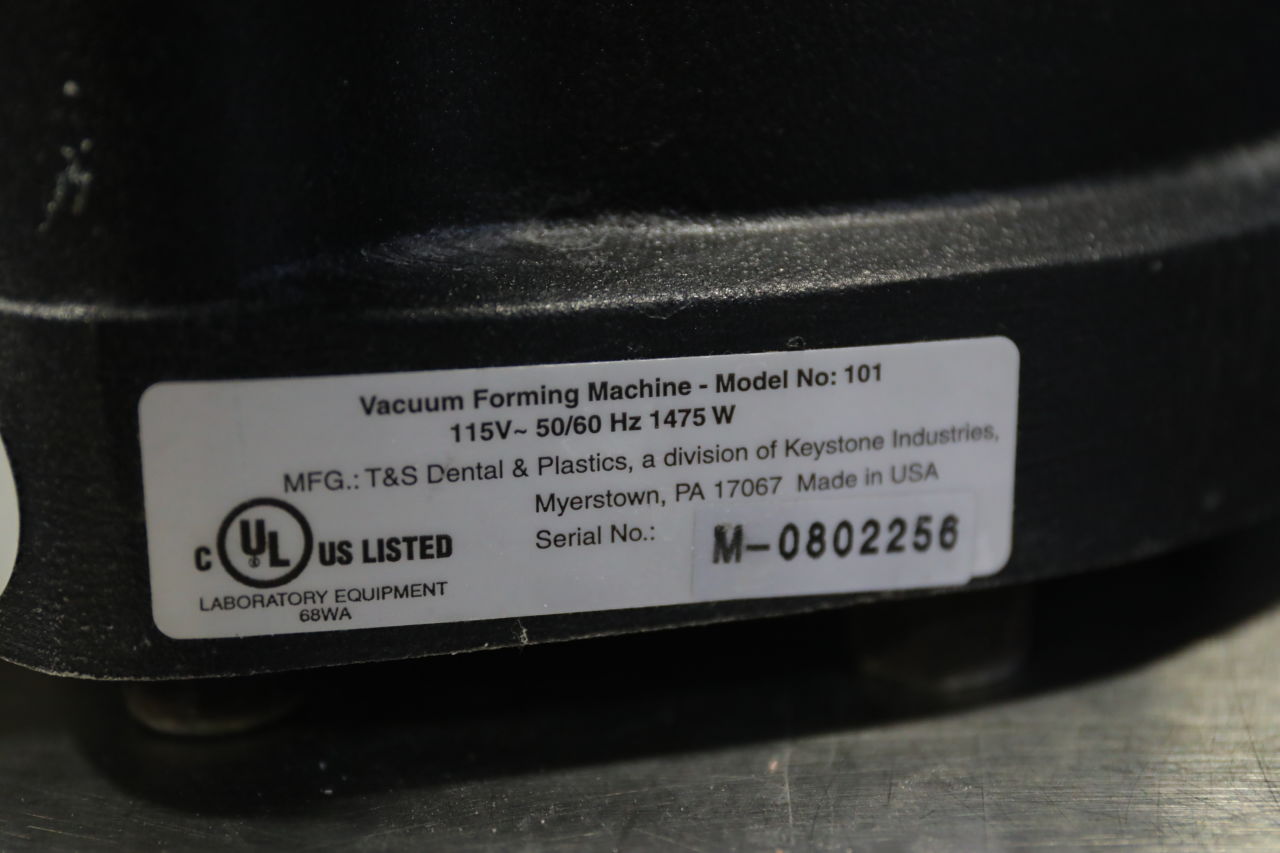 Vacuum Forming Machine - Model No: 101
115V~ 50/60 Hz 1475 W
MFG.: T&S Dental & Plastics, a division of Keystone Industries,
Myerstown, PA 17067 Made in USA
Serial No.: M-0802256
C UL US LISTED
LABORATORY EQUIPMENT
68WA